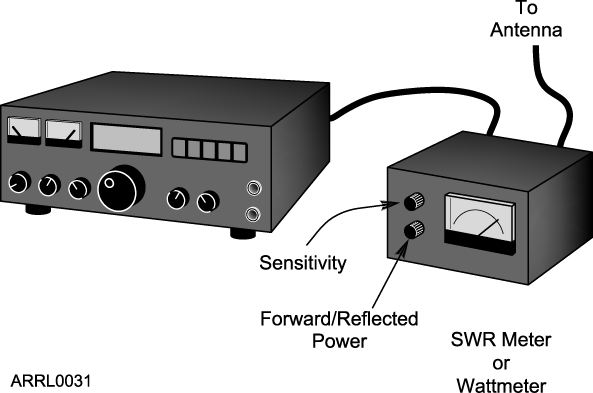 To
Antenna
Sensitivity
Forward/Reflected
Power
SWR Meter
or
Wattmeter
ARRL0031